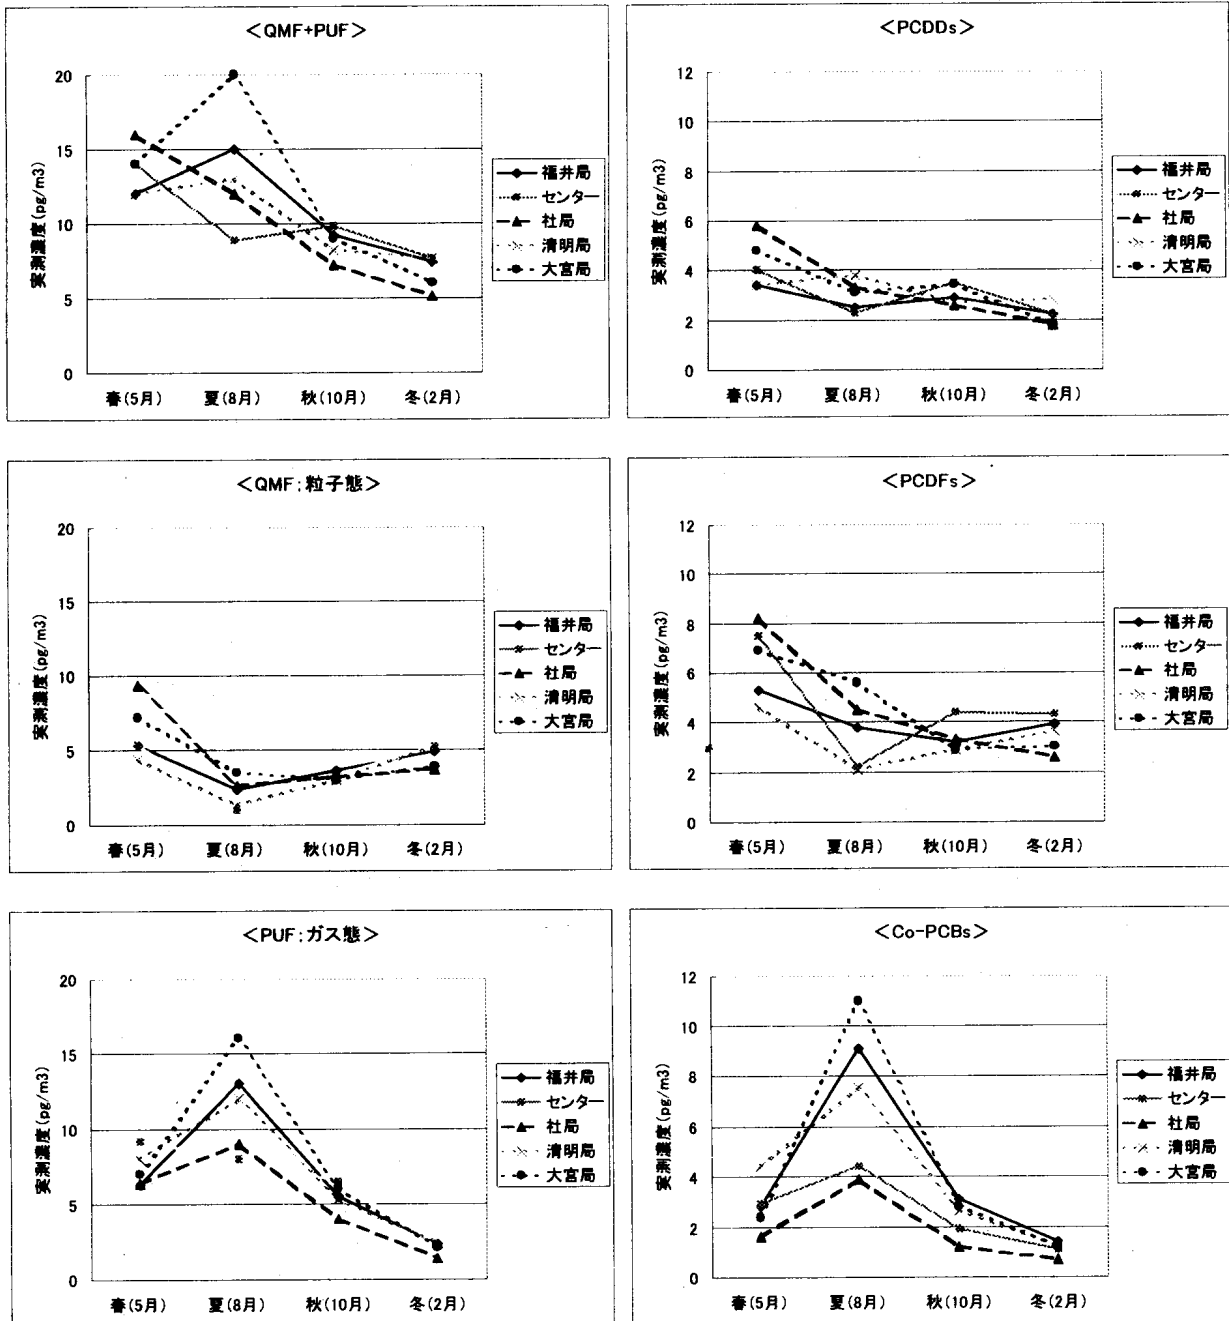 <QMF+PUF>
実測濃度(pg/m3)
20
15
10
5
0
春(5月) 夏(8月) 秋(10月) 冬(2月)
福井局
センター
社局
清明局
大宮局
<PCDDs>
実測濃度(pg/m3)
12
10
8
6
4
2
0
春(5月) 夏(8月) 秋(10月) 冬(2月)
福井局
センター
社局
清明局
大宮局
<QMF;粒子態>
実測濃度(pg/m3)
20
15
10
5
0
春(5月) 夏(8月) 秋(10月) 冬(2月)
福井局
センター
社局
清明局
大宮局
<PCDFs>
実測濃度(pg/m3)
12
10
8
6
4
2
0
春(5月) 夏(8月) 秋(10月) 冬(2月)
福井局
センター
社局
清明局
大宮局
<PUF;ガス態>
実測濃度(pg/m3)
20
15
10
5
0
春(5月) 夏(8月) 秋(10月) 冬(2月)
福井局
センター
社局
清明局
大宮局
<Co-PCBs>
実測濃度(pg/m3)
12
10
8
6
4
2
0
春(5月) 夏(8月) 秋(10月) 冬(2月)
福井局
センター
社局
清明局
大宮局